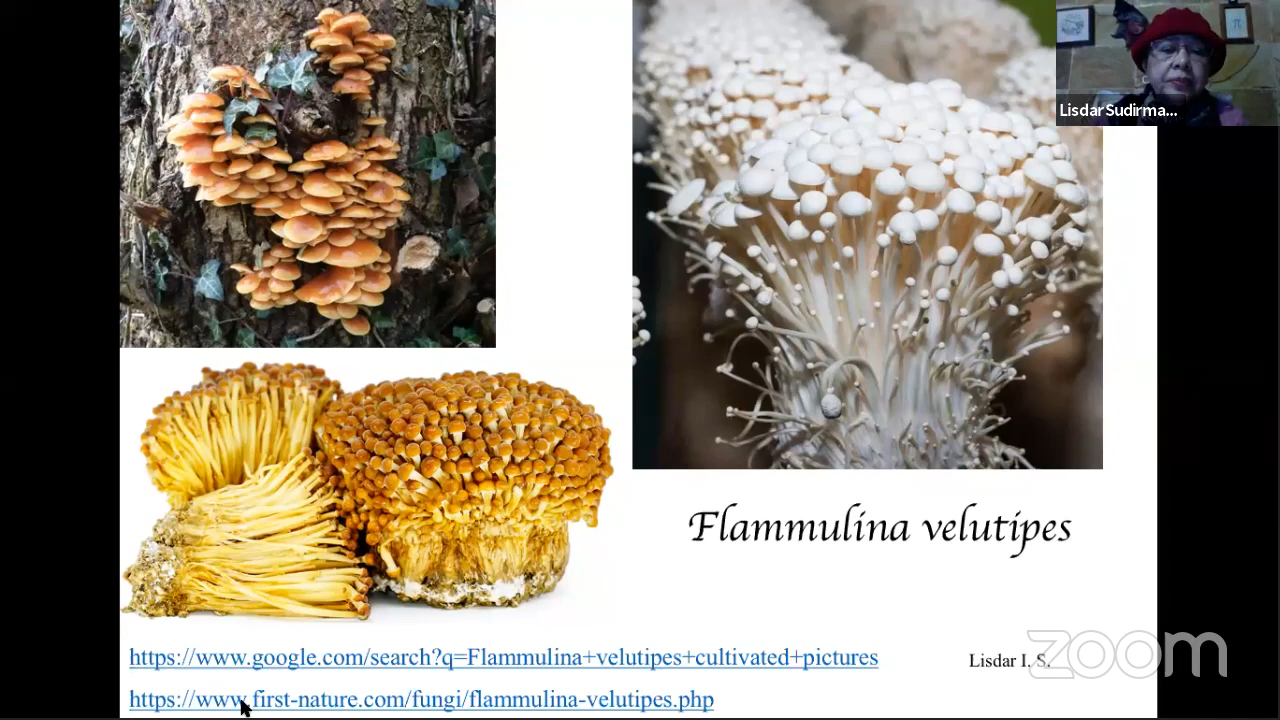 Lisdar Sudirma...
Flammulina velutipes
https://www.google.com/search?q=Flammulina+velutipes+cultivated+pictures
Lisdar I. S.
zoom
https://www.first-nature.com/fungi/flammulina-velutipes.php